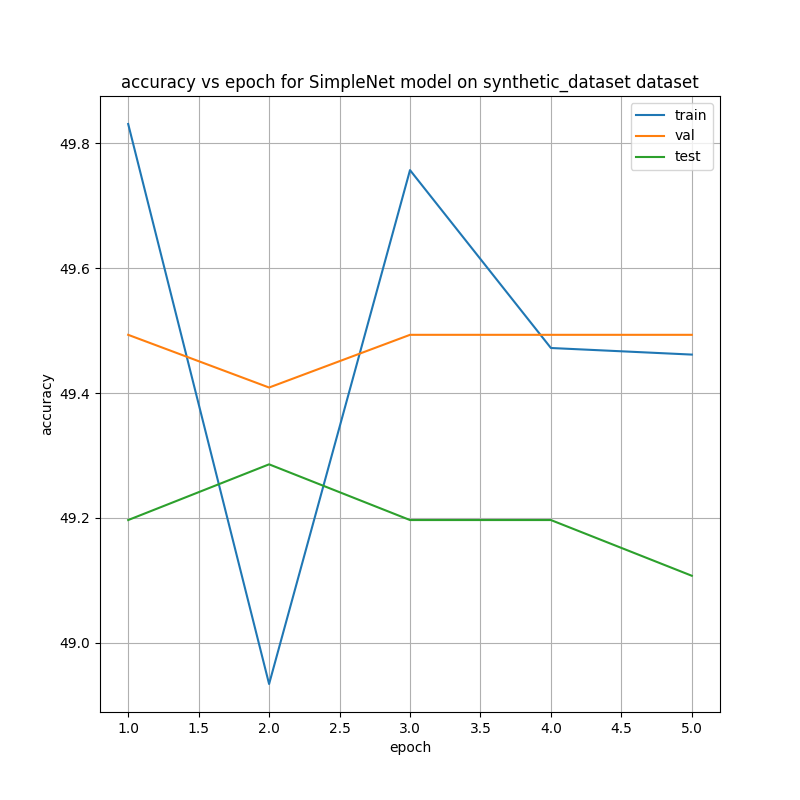 accuracy vs epoch for SimpleNet model on synthetic_dataset dataset
train
val
test
49.8
49.6
49.4
49.2
49.0
accuracy
1.0 1.5 2.0 2.5 3.0 3.5 4.0 4.5 5.0
epoch